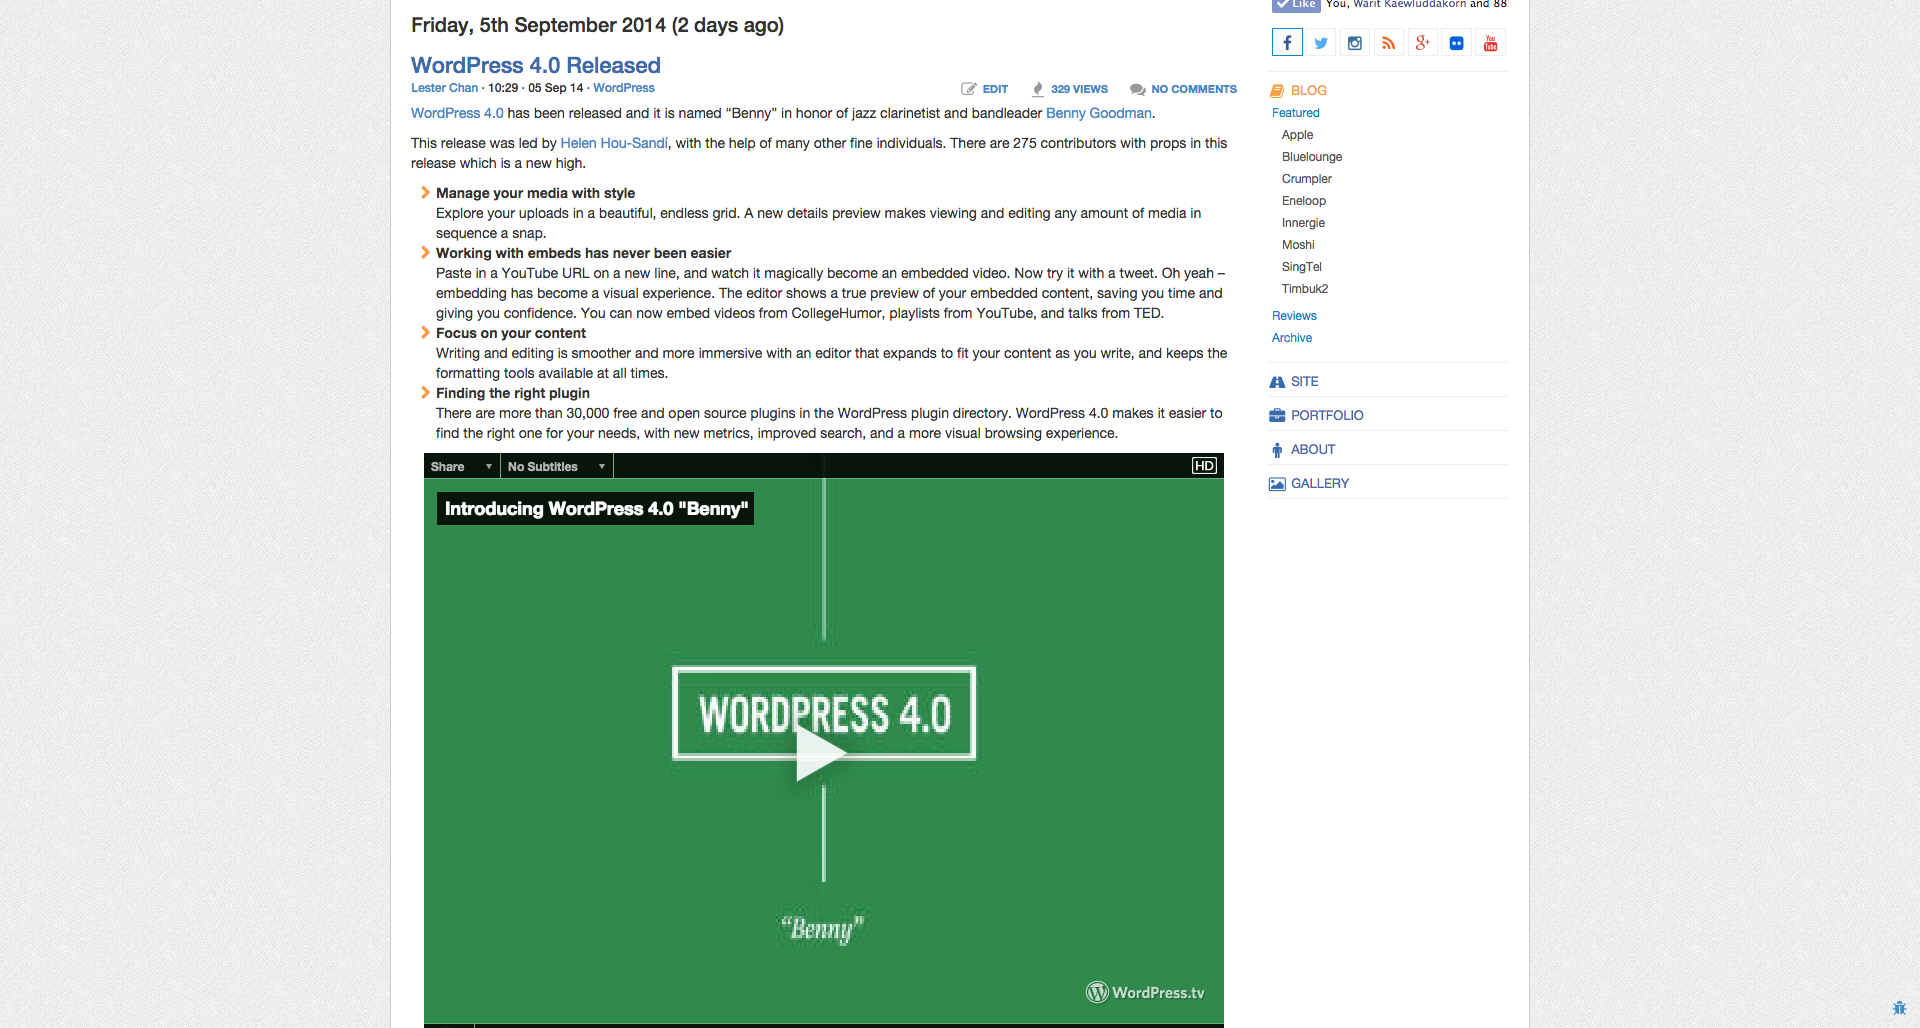 Friday, 5th September 2014 (2 days ago)
WordPress 4.0 Released
Lester Chan · 10:29 · 05 Sep 14 · WordPress
EDIT
329 VIEWS
NO COMMENTS
WordPress 4.0 has been released and it is named “Benny” in honor of jazz clarinetist and bandleader Benny Goodman.
This release was led by Helen Hou-Sandí, with the help of many other fine individuals. There are 275 contributors with props in this
release which is a new high.
Manage your media with style
Explore your uploads in a beautiful, endless grid. A new details preview makes viewing and editing any amount of media in
sequence a snap.
Working with embeds has never been easier
Paste in a YouTube URL on a new line, and watch it magically become an embedded video. Now try it with a tweet. Oh yeah –
embedding has become a visual experience. The editor shows a true preview of your embedded content, saving you time and
giving you confidence. You can now embed videos from CollegeHumor, playlists from YouTube, and talks from TED.
Focus on your content
Writing and editing is smoother and more immersive with an editor that expands to fit your content as you write, and keeps the
formatting tools available at all times.
Finding the right plugin
There are more than 30,000 free and open source plugins in the WordPress plugin directory. WordPress 4.0 makes it easier to
find the right one for your needs, with new metrics, improved search, and a more visual browsing experience.
Share
No Subtitles
HD
Introducing WordPress 4.0 "Benny"
WORDPRESS 4.0
“Benny”
WordPress.tv
Like
You, Warit Kaewluddakorn and 88
You Tube
BLOG
Featured
Apple
Bluelounge
Crumpler
Eneloop
Innergie
Moshi
SingTel
Timbuk2
Reviews
Archive
SITE
PORTFOLIO
ABOUT
GALLERY